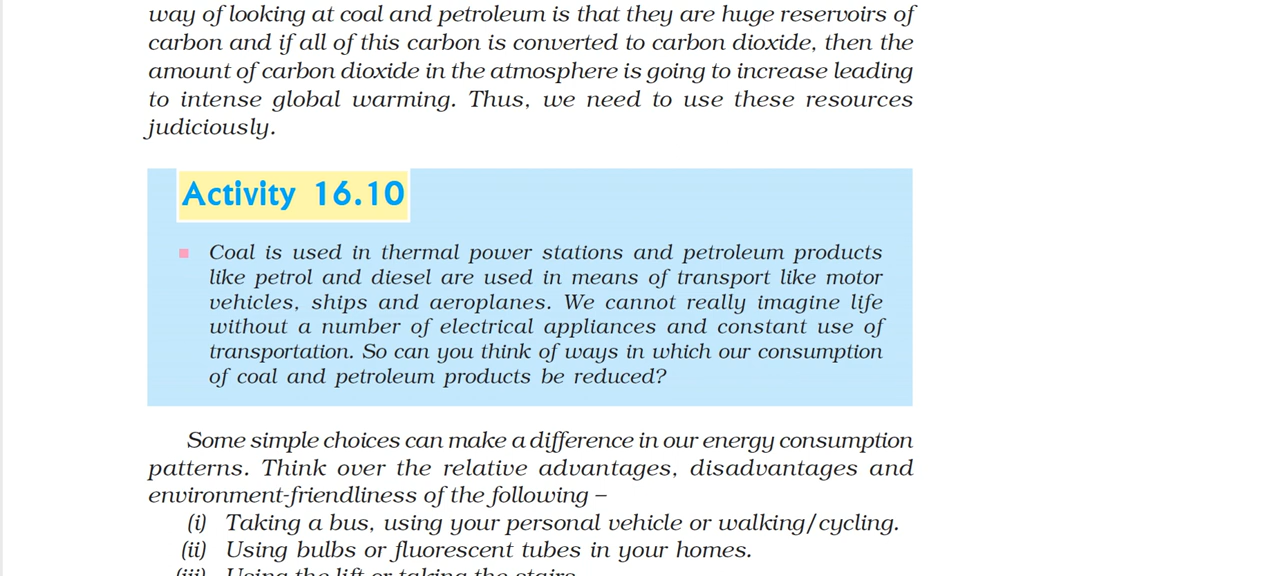 way of looking at coal and petroleum is that they are huge reservoirs of
carbon and if all of this carbon is converted to carbon dioxide, then the
amount of carbon dioxide in the atmosphere is going to increase leading
to intense global warming. Thus, we need to use these resources
judiciously.
Activity 16.10
Coal is used in thermal power stations and petroleum products
like petrol and diesel are used in means of transport like motor
vehicles, ships and aeroplanes. We cannot really imagine life
without a number of electrical appliances and constant use of
transportation. So can you think of ways in which our consumption
of coal and petroleum products be reduced?
Some simple choices can make a difference in our energy consumption
patterns. Think over the relative advantages, disadvantages and
environment-friendliness of the following –
(i) Taking a bus, using your personal vehicle or walking/cycling.
(ii) Using bulbs or fluorescent tubes in your homes.
(iii) Using the lift or taking the stairs.